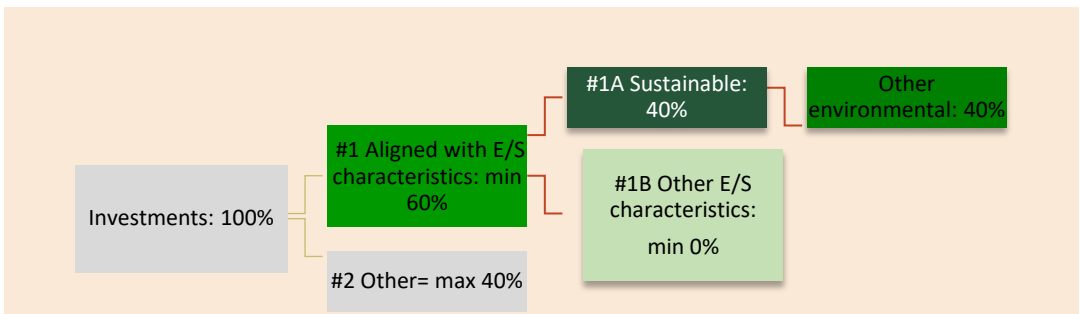 Investments: 100%
#1 Aligned with E/S
characteristics: min
60%
#2 Other= max 40%
#1A Sustainable:
40%
#1B Other E/S
characteristics:
min 0%
Other
environmental: 40%